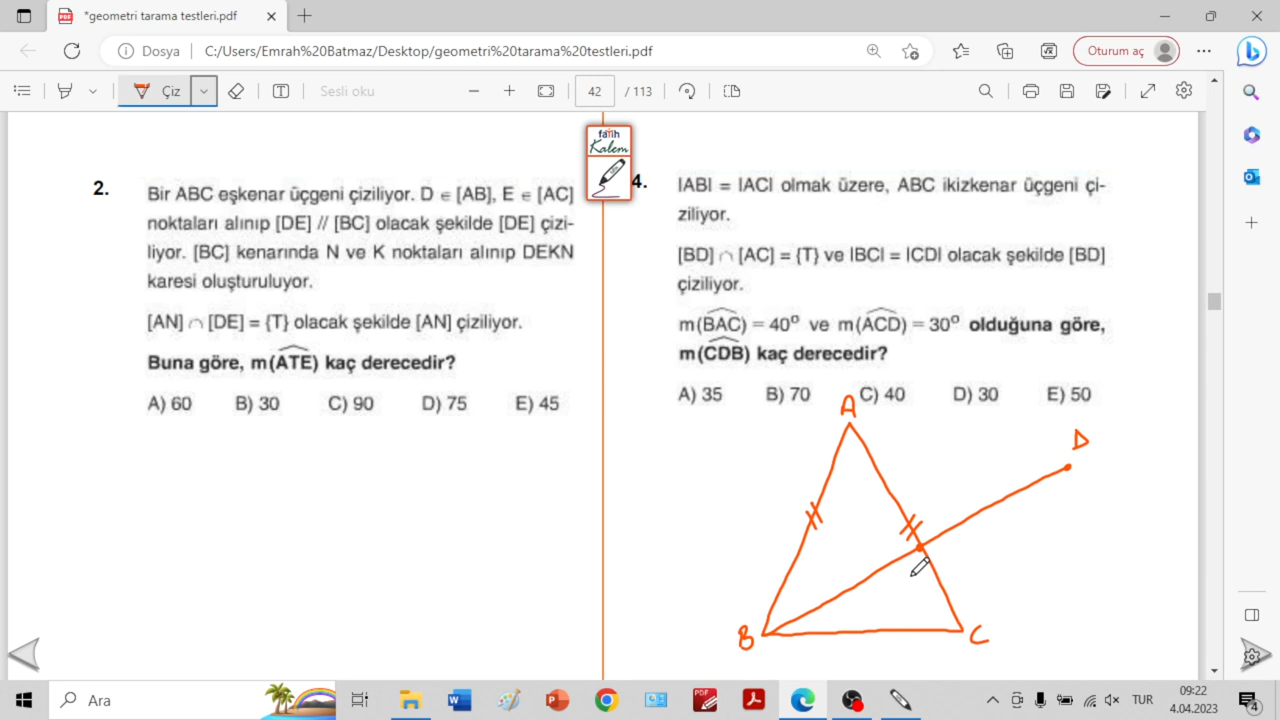 *geometri tarama testleri.pdf
Dosya
C:/Users/Emrah%20Batmaz/Desktop/geometri%20tarama%20testleri.pdf
Oturum aç
Çiz
Sesli oku
42
/ 113
fatih
Kalem
2.
Bir ABC eşkenar üçgeni çiziliyor. D ∈ [AB], E ∈ [AC]
noktaları alınıp [DE] // [BC] olacak şekilde [DE] çizi-
liyor. [BC] kenarında N ve K noktaları alınıp DEKN
karesi oluşturuluyor.
[AN] ∩ [DE] = {T} olacak şekilde [AN] çiziliyor.
Buna göre, m(ATE) kaç derecedir?
A) 60 B) 30 C) 90 D) 75 E) 45
4.
|AB| = |AC| olmak üzere, ABC ikizkenar üçgeni çi-
ziliyor.
[BD] ∩ [AC] = {T} ve |BC| = |CD| olacak şekilde [BD]
çiziliyor.
m(BAC) = 40° ve m(ACD) = 30° olduğuna göre,
m(CDB) kaç derecedir?
A) 35 B) 70 C) 40 D) 30 E) 50
A
D
B
C
Ara
W
P
PDF
TUR
09:22
4.04.2023
4